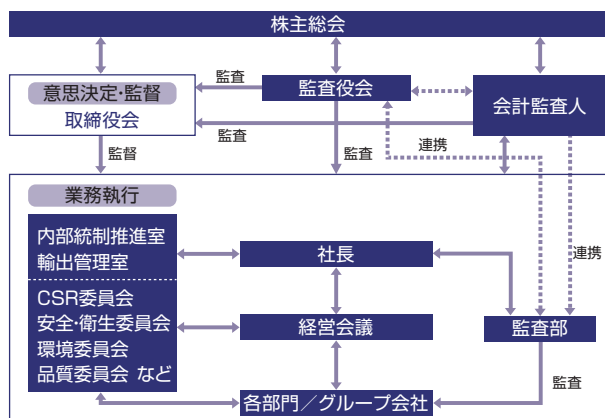 株主総会
意思決定・監督
取締役会
監査
監査役会
会計監査人
監査
監督
監査
連携
業務執行
内部統制推進室
輸出管理室
CSR委員会
安全・衛生委員会
環境委員会
品質委員会 など
社長
経営会議
各部門／グループ会社
連携
監査部
監査